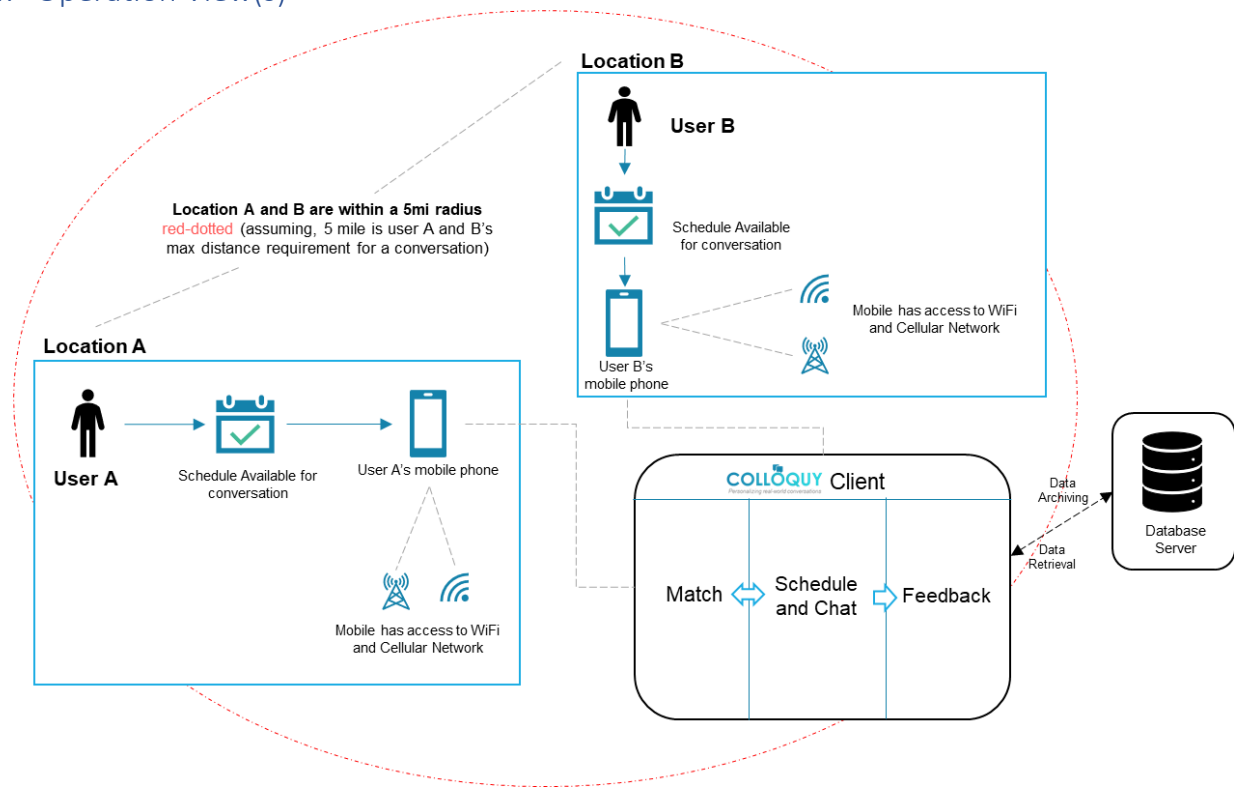 Operation View(s)
Location B
User B
Schedule Available
for conversation
Location A and B are within a 5mi radius
red-dotted (assuming, 5 mile is user A and B's
max distance requirement for a conversation)
Mobile has access to WiFi
and Cellular Network
User B's
mobile phone
Location A
User A
Schedule Available for
conversation
User A's mobile phone
Mobile has access to WiFi
and Cellular Network
COLLOQUY Client
Personalizing real-world conversations
Match
Schedule
and Chat
Feedback
Data
Archiving
Data
Retrieval
Database
Server